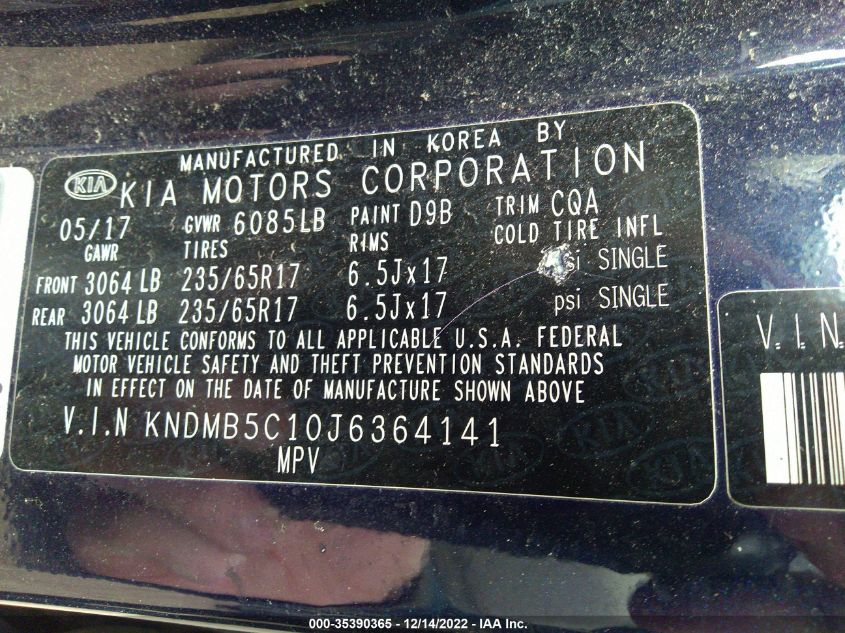 MANUFACTURED IN KOREA BY
KIA KIA MOTORS CORPORATION
05/17 GVWR 6085LB PAINT D9B TRIM CQA
GAWR TIRES RIMS COLD TIRE INFL
FRONT 3064 LB 235/65R17 6.5Jx17 SINGLE
REAR 3064 LB 235/65R17 6.5Jx17 psi SINGLE
THIS VEHICLE CONFORMS TO ALL APPLICABLE U.S.A. FEDERAL
MOTOR VEHICLE SAFETY AND THEFT PREVENTION STANDARDS
IN EFFECT ON THE DATE OF MANUFACTURE SHOWN ABOVE
V.I.N KNDMB5C10J6364141
MPV
V.I.N.
000-35390365 - 12/14/2022 - IAA Inc.